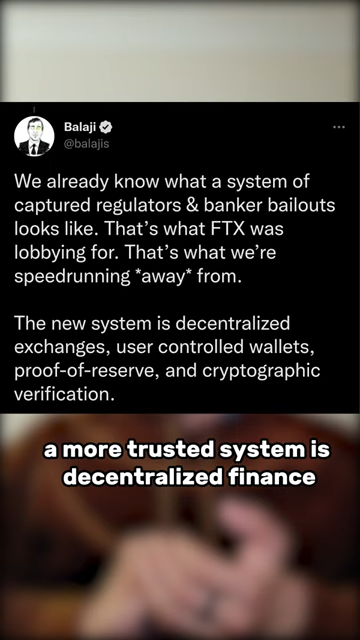 Balaji
@balajis
We already know what a system of
captured regulators & banker bailouts
looks like. That's what FTX was
lobbying for. That's what we're
speedrunning *away* from.
The new system is decentralized
exchanges, user controlled wallets,
proof-of-reserve, and cryptographic
verification.
a more trusted system is
decentralized finance